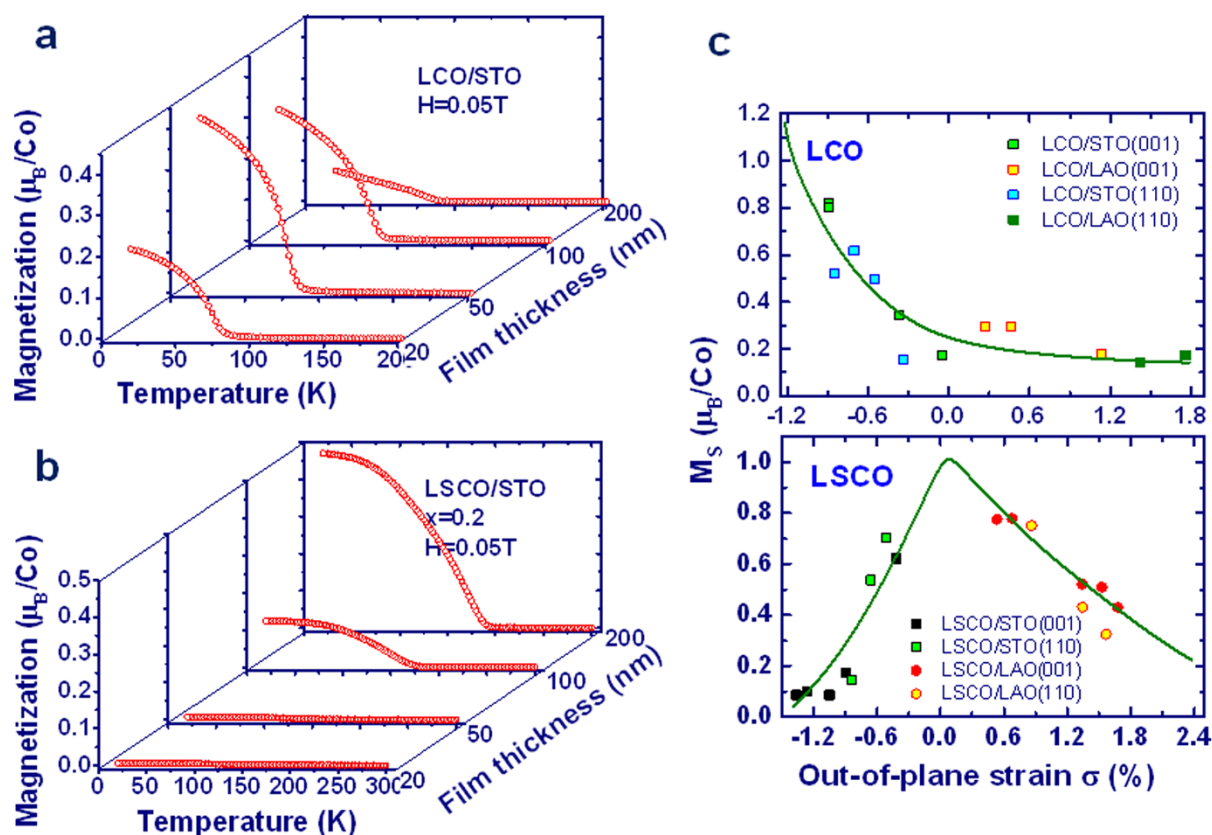 a
LCO/STO
H=0.05T
Magnetization (μB/Co)
0.4
0.3
0.2
0.1
0.0
0 50 100 150 200
Temperature (K)
20
50
100
200
Film thickness (nm)
b
LSCO/STO
x=0.2
H=0.05T
Magnetization (μB/Co)
0.5
0.4
0.3
0.2
0.1
0.0
0 50 100 150 200 250 300
Temperature (K)
20
50
100
200
Film thickness (nm)
c
LCO
LCO/STO(001)
LCO/LAO(001)
LCO/STO(110)
LCO/LAO(110)
1.2
1.0
0.8
0.6
0.4
0.2
0.0
-1.2 -0.6 0.0 0.6 1.2 1.8
MS (μB/Co)
LSCO
1.0
0.8
0.6
0.4
0.2
0.0
LSCO/STO(001)
LSCO/STO(110)
LSCO/LAO(001)
LSCO/LAO(110)
-1.2 -0.6 0.0 0.6 1.2 1.8 2.4
Out-of-plane strain σ (%)